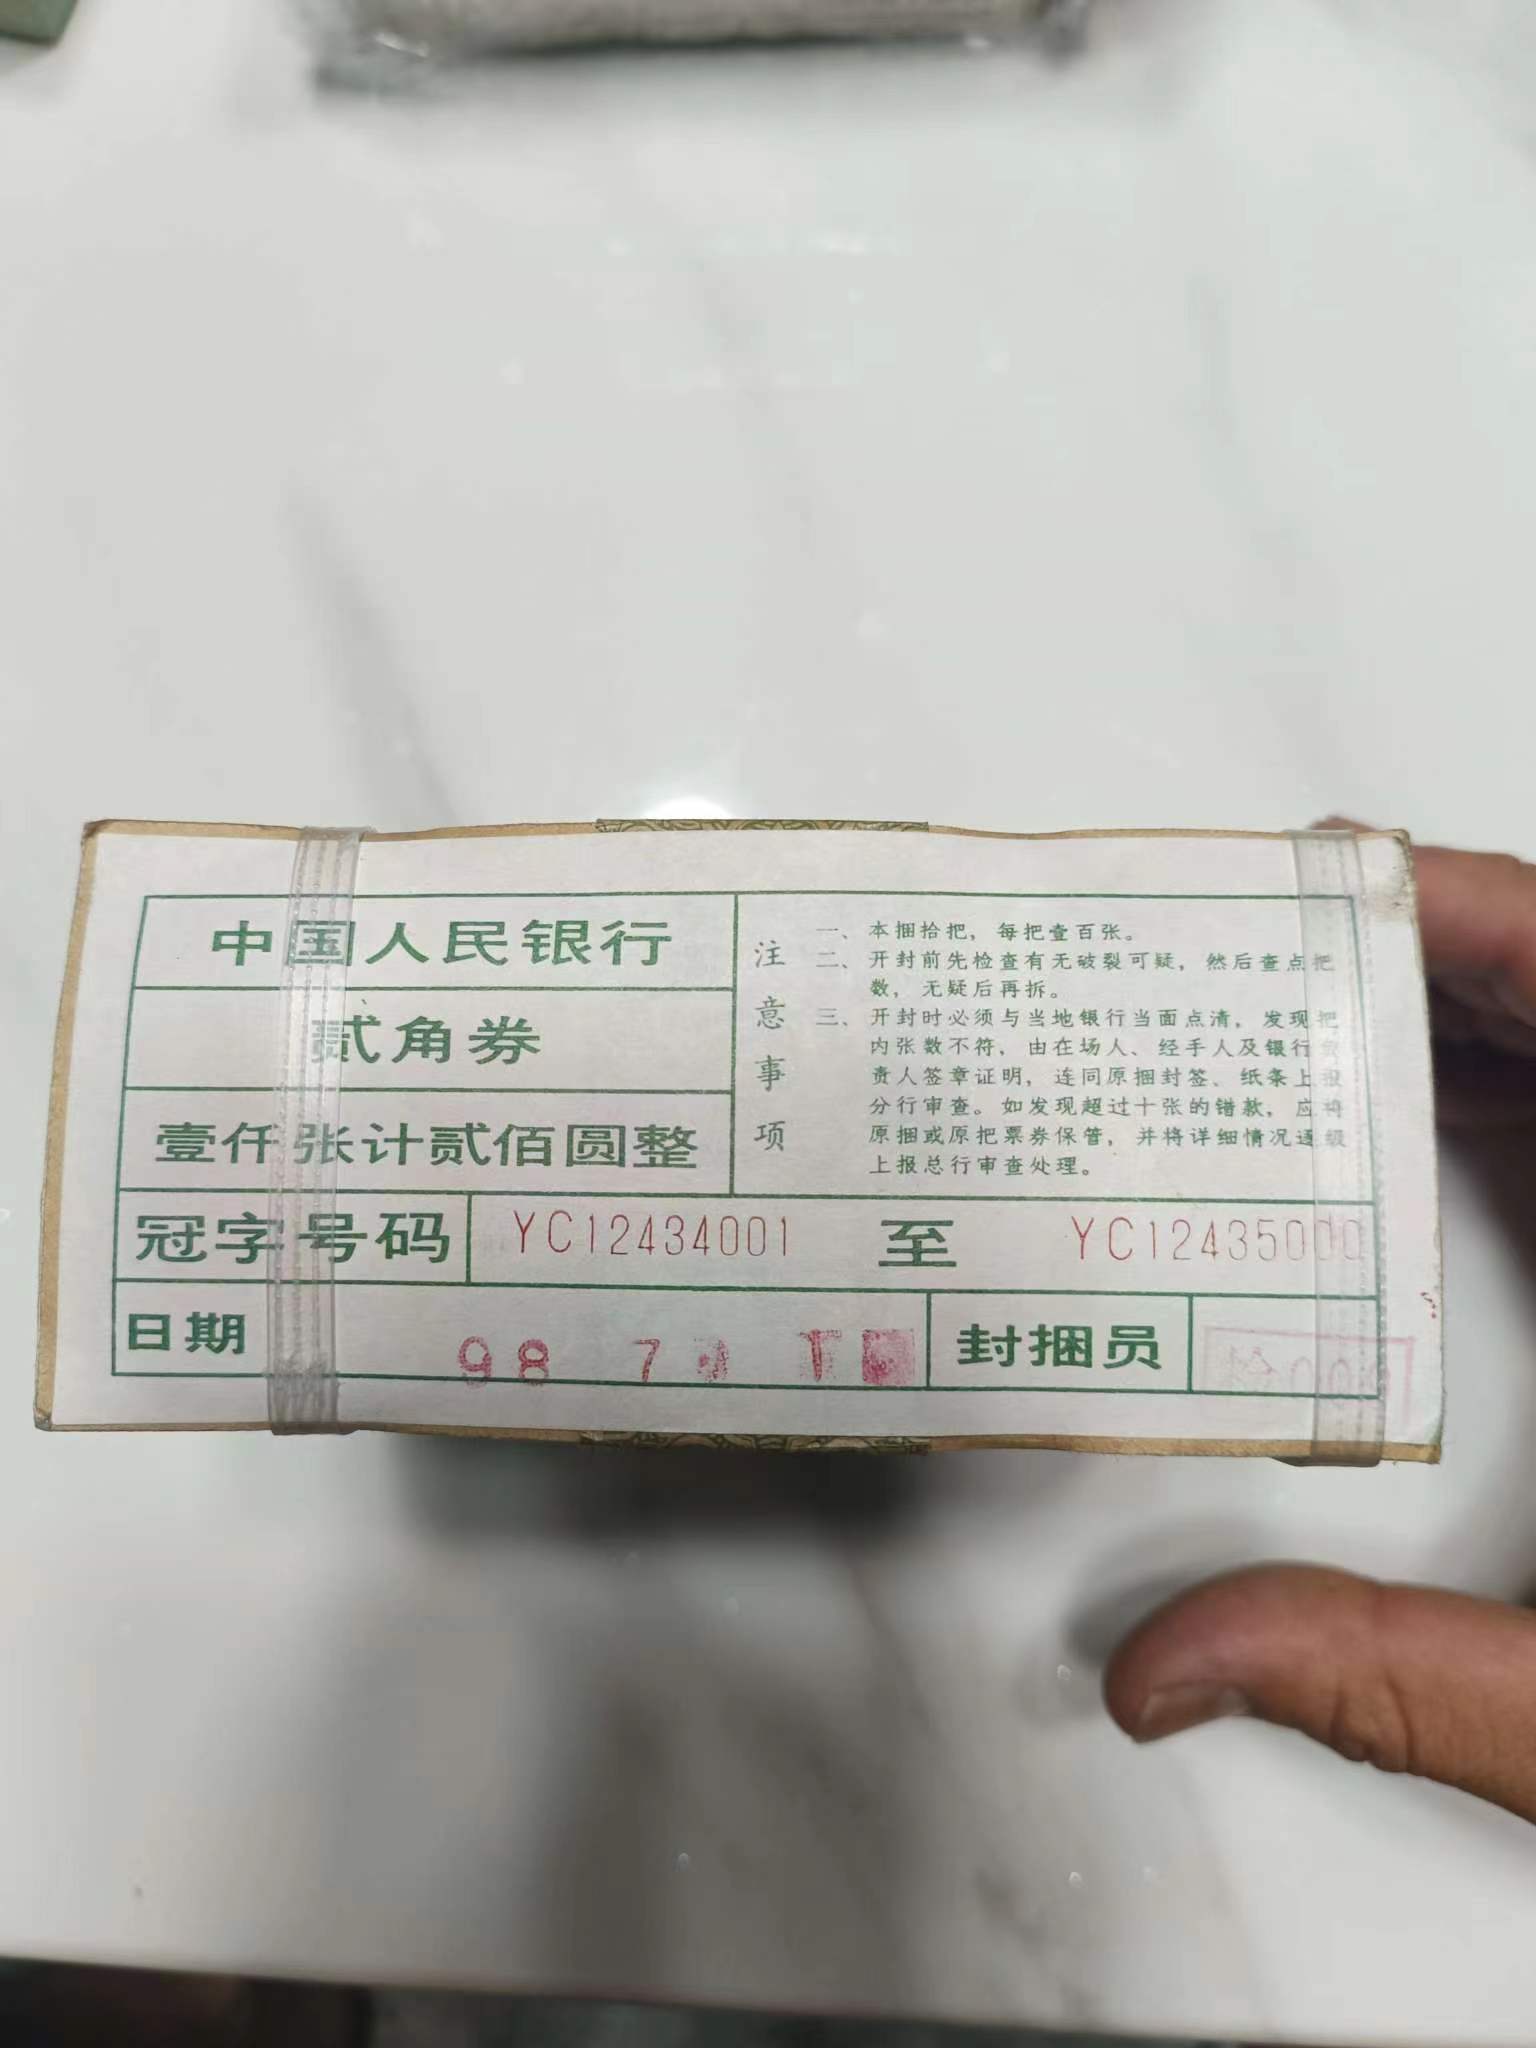 中国人民银行
贰角券
壹仟张计贰佰圆整
注意事项
一、本捆拾把，每把壹百张。
二、开封前先检查有无破裂可疑，然后查点把
数，无疑后再拆。
三、开封时必须与当地银行当面点清，发现把
内张数不符，由在场人、经手人及银行负
责人签章证明，连同原捆封签、纸条上报
分行审查。如发现超过十张的错款，应将
原捆或原把票券保管，并将详细情况逐级
上报总行审查处理。
冠字号码 YC12434001 至 YC12435000
日期 98 7
封捆员